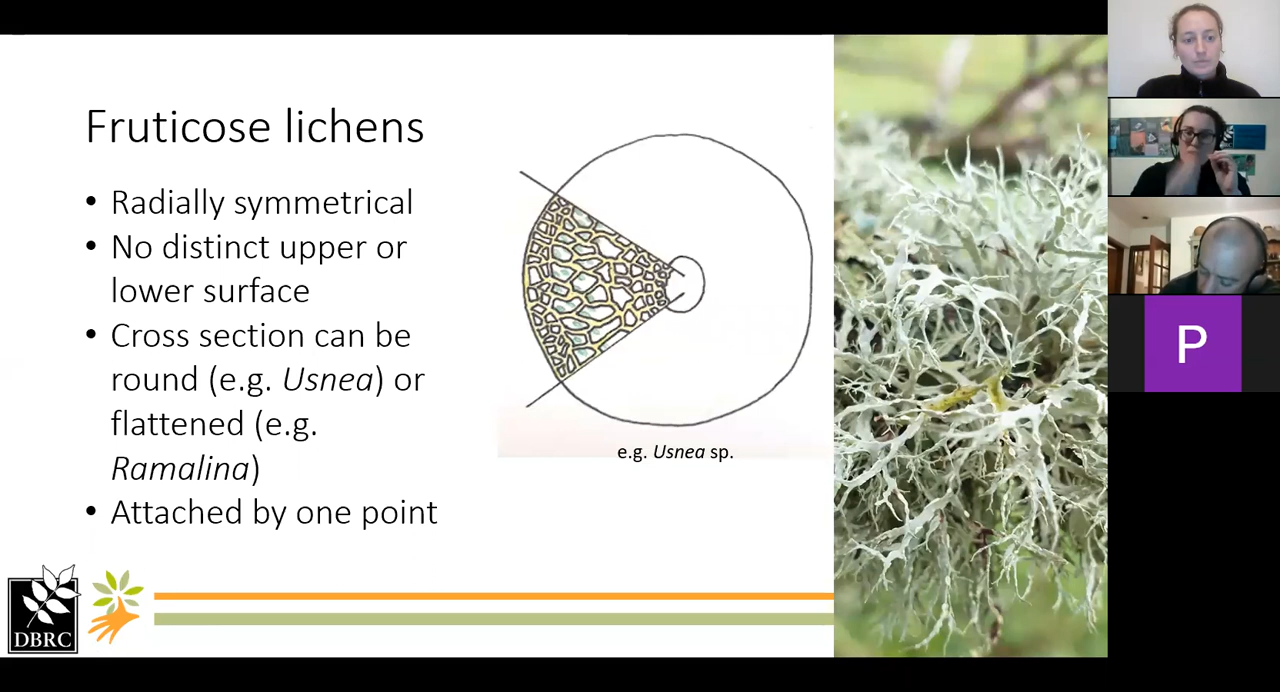 Fruticose lichens
• Radially symmetrical
• No distinct upper or
lower surface
• Cross section can be
round (e.g. Usnea) or
flattened (e.g.
Ramalina)
• Attached by one point
e.g. Usnea sp.
DBRC
P